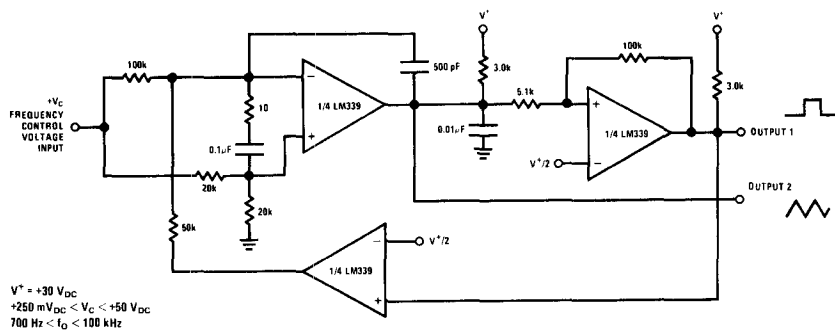 V+
V+
100k
500 pF
3.0k
100k
3.0k
+VC
FREQUENCY
CONTROL
VOLTAGE
INPUT
10
0.1µF
1/4 LM339
5.1k
0.01µF
1/4 LM339
OUTPUT 1
V+/2
20k
20k
OUTPUT 2
50k
1/4 LM339
V+/2
V+ = +30 VDC
+250 mVDC < VC < +50 VDC
700 Hz < fO < 100 kHz